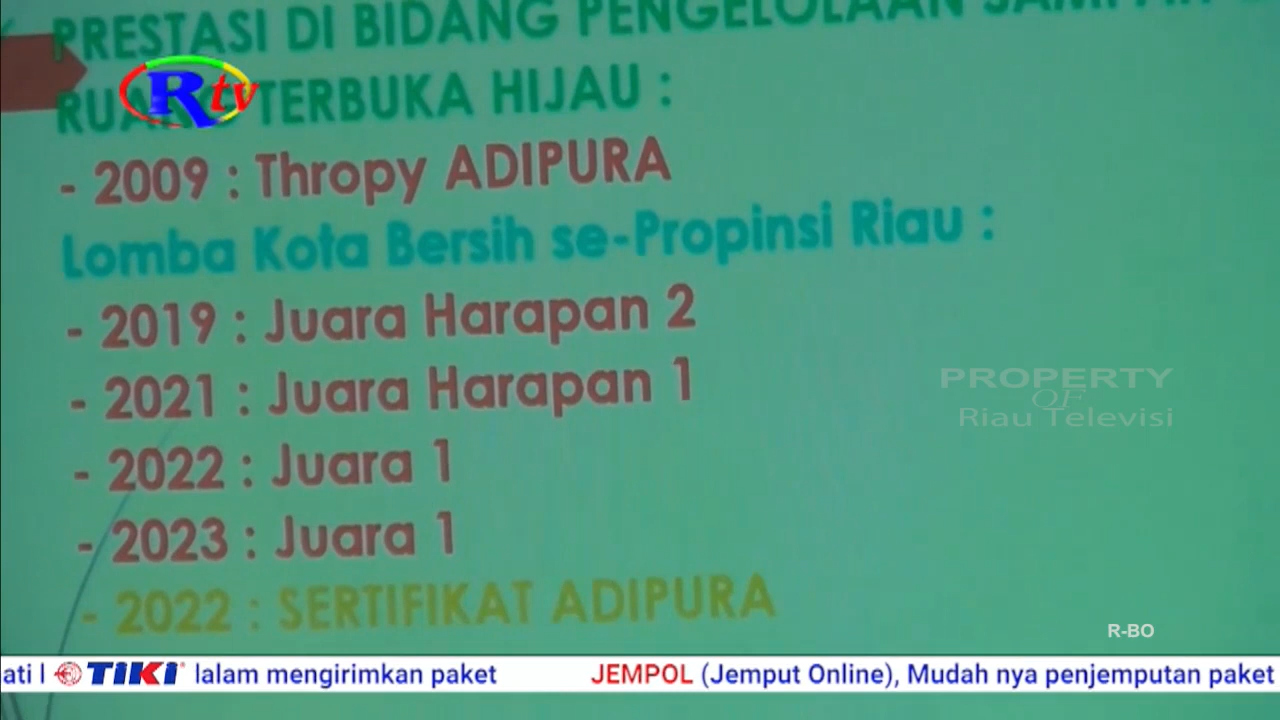 PRESTASI DI BIDANG PENGELOLAAN
RUANG TERBUKA HIJAU :
Rtv
- 2009 : Thropy ADIPURA
Lomba Kota Bersih se-Propinsi Riau :
- 2019 : Juara Harapan 2
- 2021 : Juara Harapan 1
- 2022 : Juara 1
- 2023 : Juara 1
- 2022 : SERTIFIKAT ADIPURA
PROPERTY
OF
Riau Televisi
R-BO
ati TIKI lalam mengirimkan paket JEMPOL (Jemput Online), Mudah nya penjemputan paket